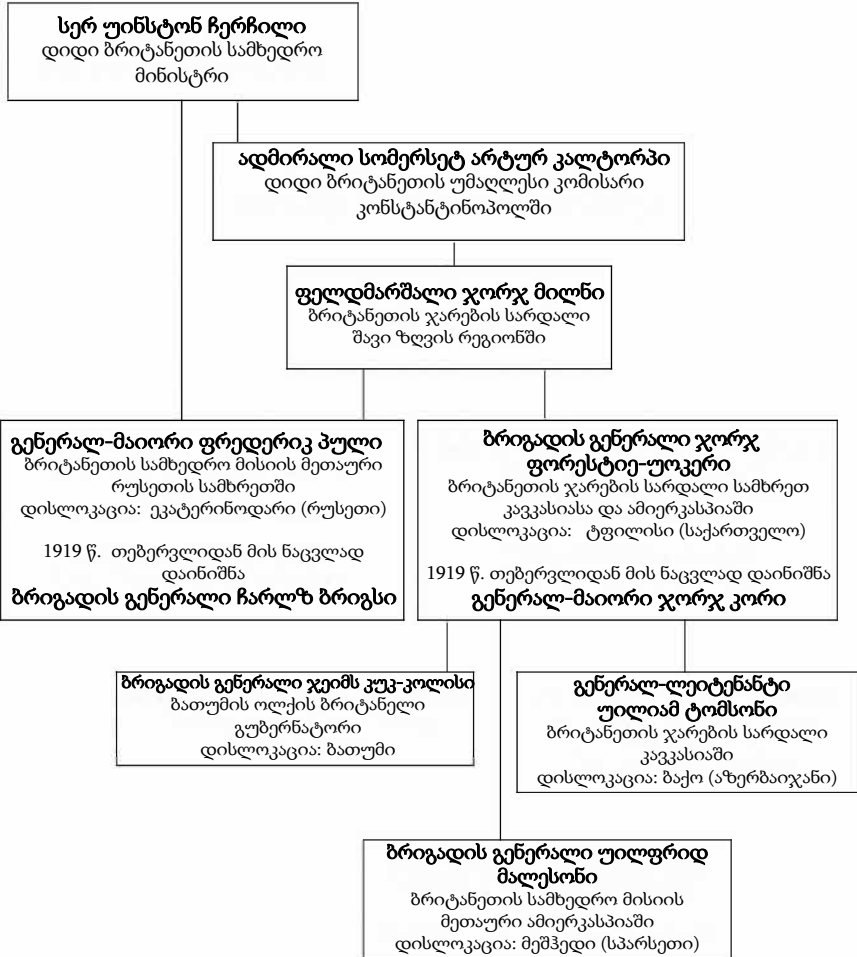 სერ უინსტონ ჩერჩილი
დიდი ბრიტანეთის სამხედრო
მინისტრი
ადმირალი სომერსეტ არტურ კალტორპი
დიდი ბრიტანეთის უმაღლესი კომისარი
კონსტანტინოპოლში
ფელდმარშალი ჯორჯ მილნი
ბრიტანეთის ჯარების სარდალი
შავი ზღვის რეგიონში
გენერალ-მაიორი ფრედერიკ პული
ბრიტანეთის სამხედრო მისიის მეთაური
რუსეთის სამხრეთში
დისლოკაცია: ეკატერინოდარი (რუსეთი)
1919 წ. თებერვლიდან მის ნაცვლად
დაინიშნა
ბრიგადის გენერალი ჩარლზ ბრიგსი
ბრიგადის გენერალი ჯორჯ
ფორესტიე-უოკერი
ბრიტანეთის ჯარების სარდალი სამხრეთ
კავკასიასა და ამიერკასპიაში
დისლოკაცია: ტფილისი (საქართველო)
1919 წ. თებერვლიდან მის ნაცვლად დაინიშნა
გენერალ-მაიორი ჯორჯ კორი
ბრიგადის გენერალი ჯეიმს კუკ-კოლისი
ბათუმის ოლქის ბრიტანელი
გუბერნატორი
დისლოკაცია: ბათუმი
გენერალ-ლეიტენანტი
უილიამ ტომსონი
ბრიტანეთის ჯარების სარდალი
კავკასიაში
დისლოკაცია: ბაქო (აზერბაიჯანი)
ბრიგადის გენერალი უილფრიდ
მალესონი
ბრიტანეთის სამხედრო მისიის
მეთაური ამიერკასპიაში
დისლოკაცია: მეშჰედი (სპარსეთი)